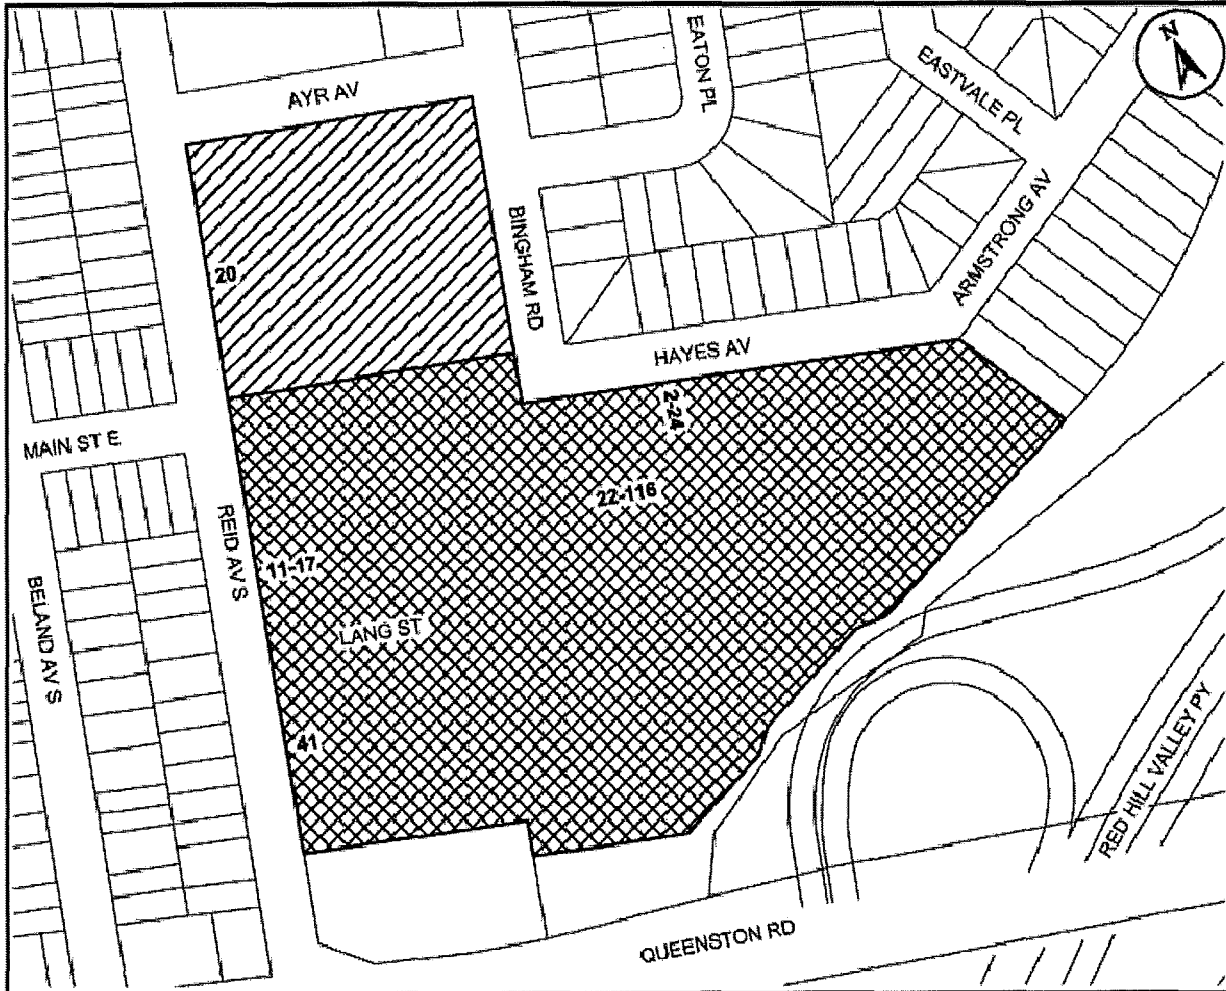 N
EATON PL
EASTVALE PL
AYR AV
ARMSTRONG AV
BINGHAM RD
20
HAYES AV
2-24
MAIN ST E.
22-116
REID AV S
11-17
BELAND AV S
LANG ST
41
RED HILL VALLEY PY
QUEENSTON RD